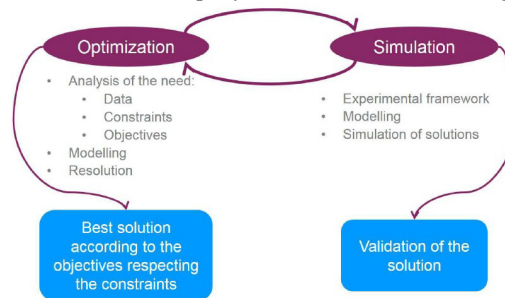 Optimization
Simulation
• Analysis of the need:
• Data
• Constraints
• Objectives
• Modelling
• Resolution
• Experimental framework
• Modelling
• Simulation of solutions
Best solution
according to the
objectives respecting
the constraints
Validation of the
solution